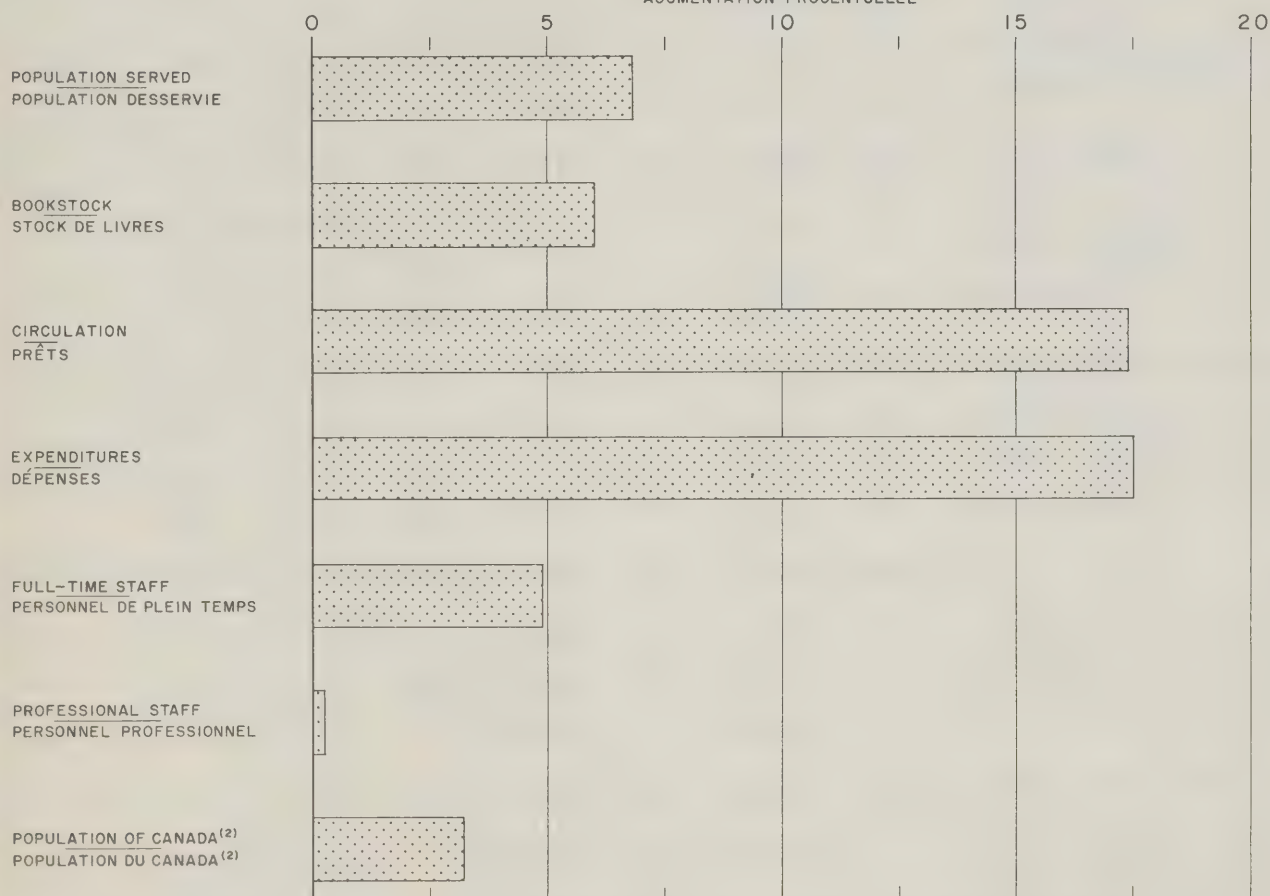 AUGMENTATION PROCENTUELLE
0 5 10 15 20
POPULATION SERVED
POPULATION DESSERVIE
BOOKSTOCK
STOCK DE LIVRES
CIRCULATION
PRÊTS
EXPENDITURES
DÉPENSES
FULL-TIME STAFF
PERSONNEL DE PLEIN TEMPS
PROFESSIONAL STAFF
PERSONNEL PROFESSIONNEL
POPULATION OF CANADA(2)
POPULATION DU CANADA(2)